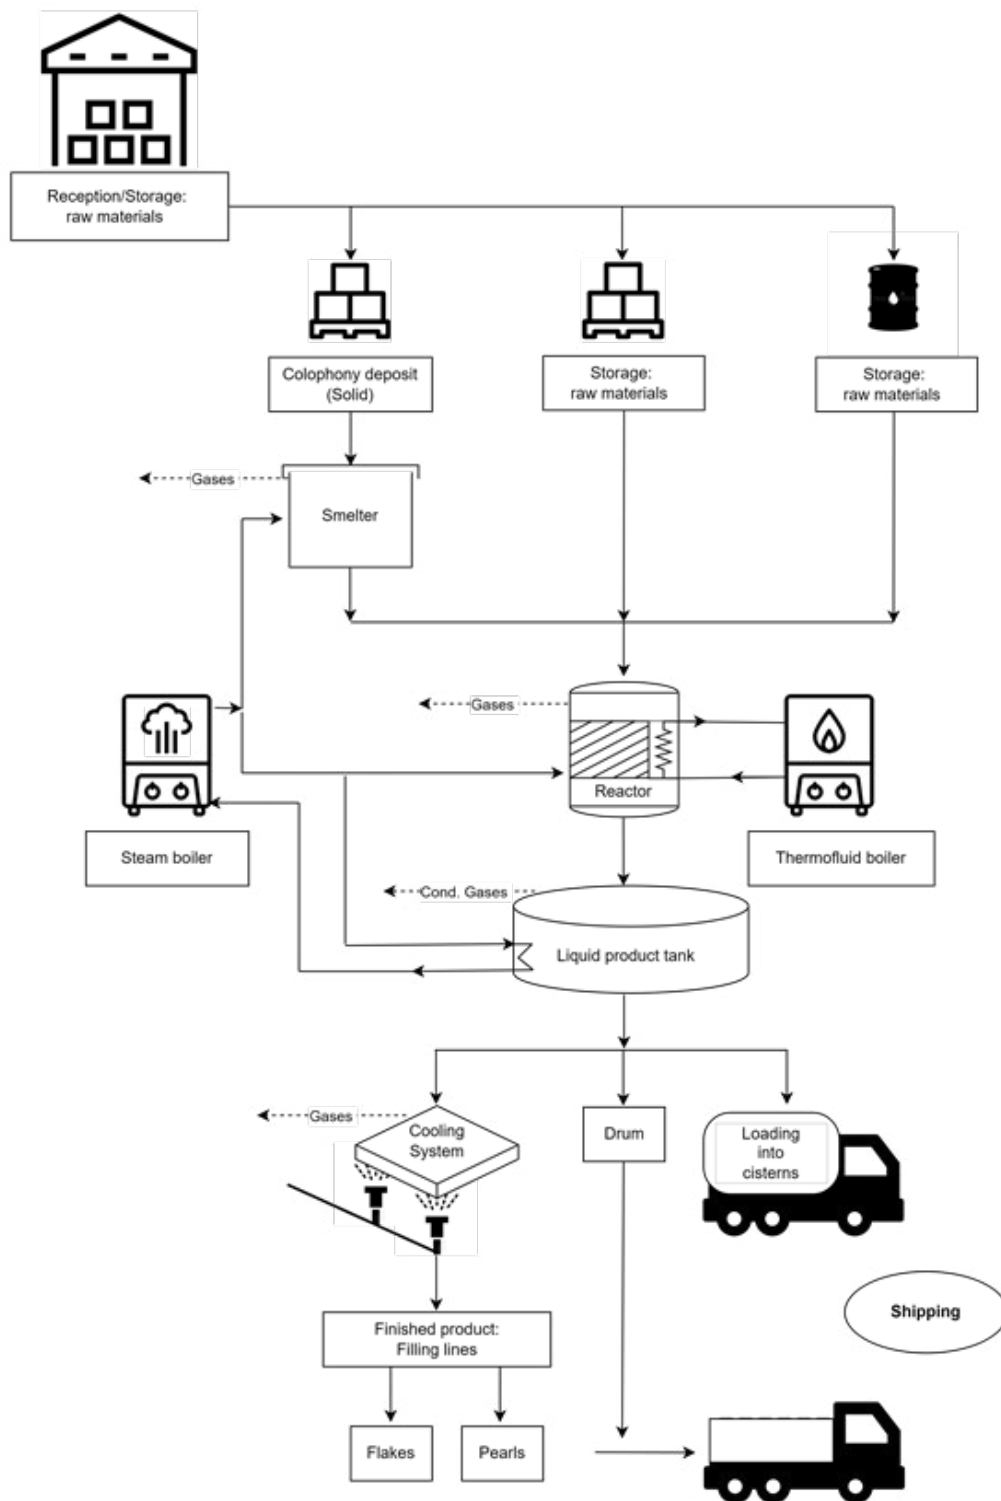 Reception/Storage:
raw materials
Colophony deposit
(Solid)
Storage:
raw materials
Storage:
raw materials
Gases
Smelter
Gases
Reactor
Steam boiler
Thermofluid boiler
Cond. Gases
Liquid product tank
Gases
Cooling
System
Drum
Loading
into
cisterns
Shipping
Finished product:
Filling lines
Flakes
Pearls